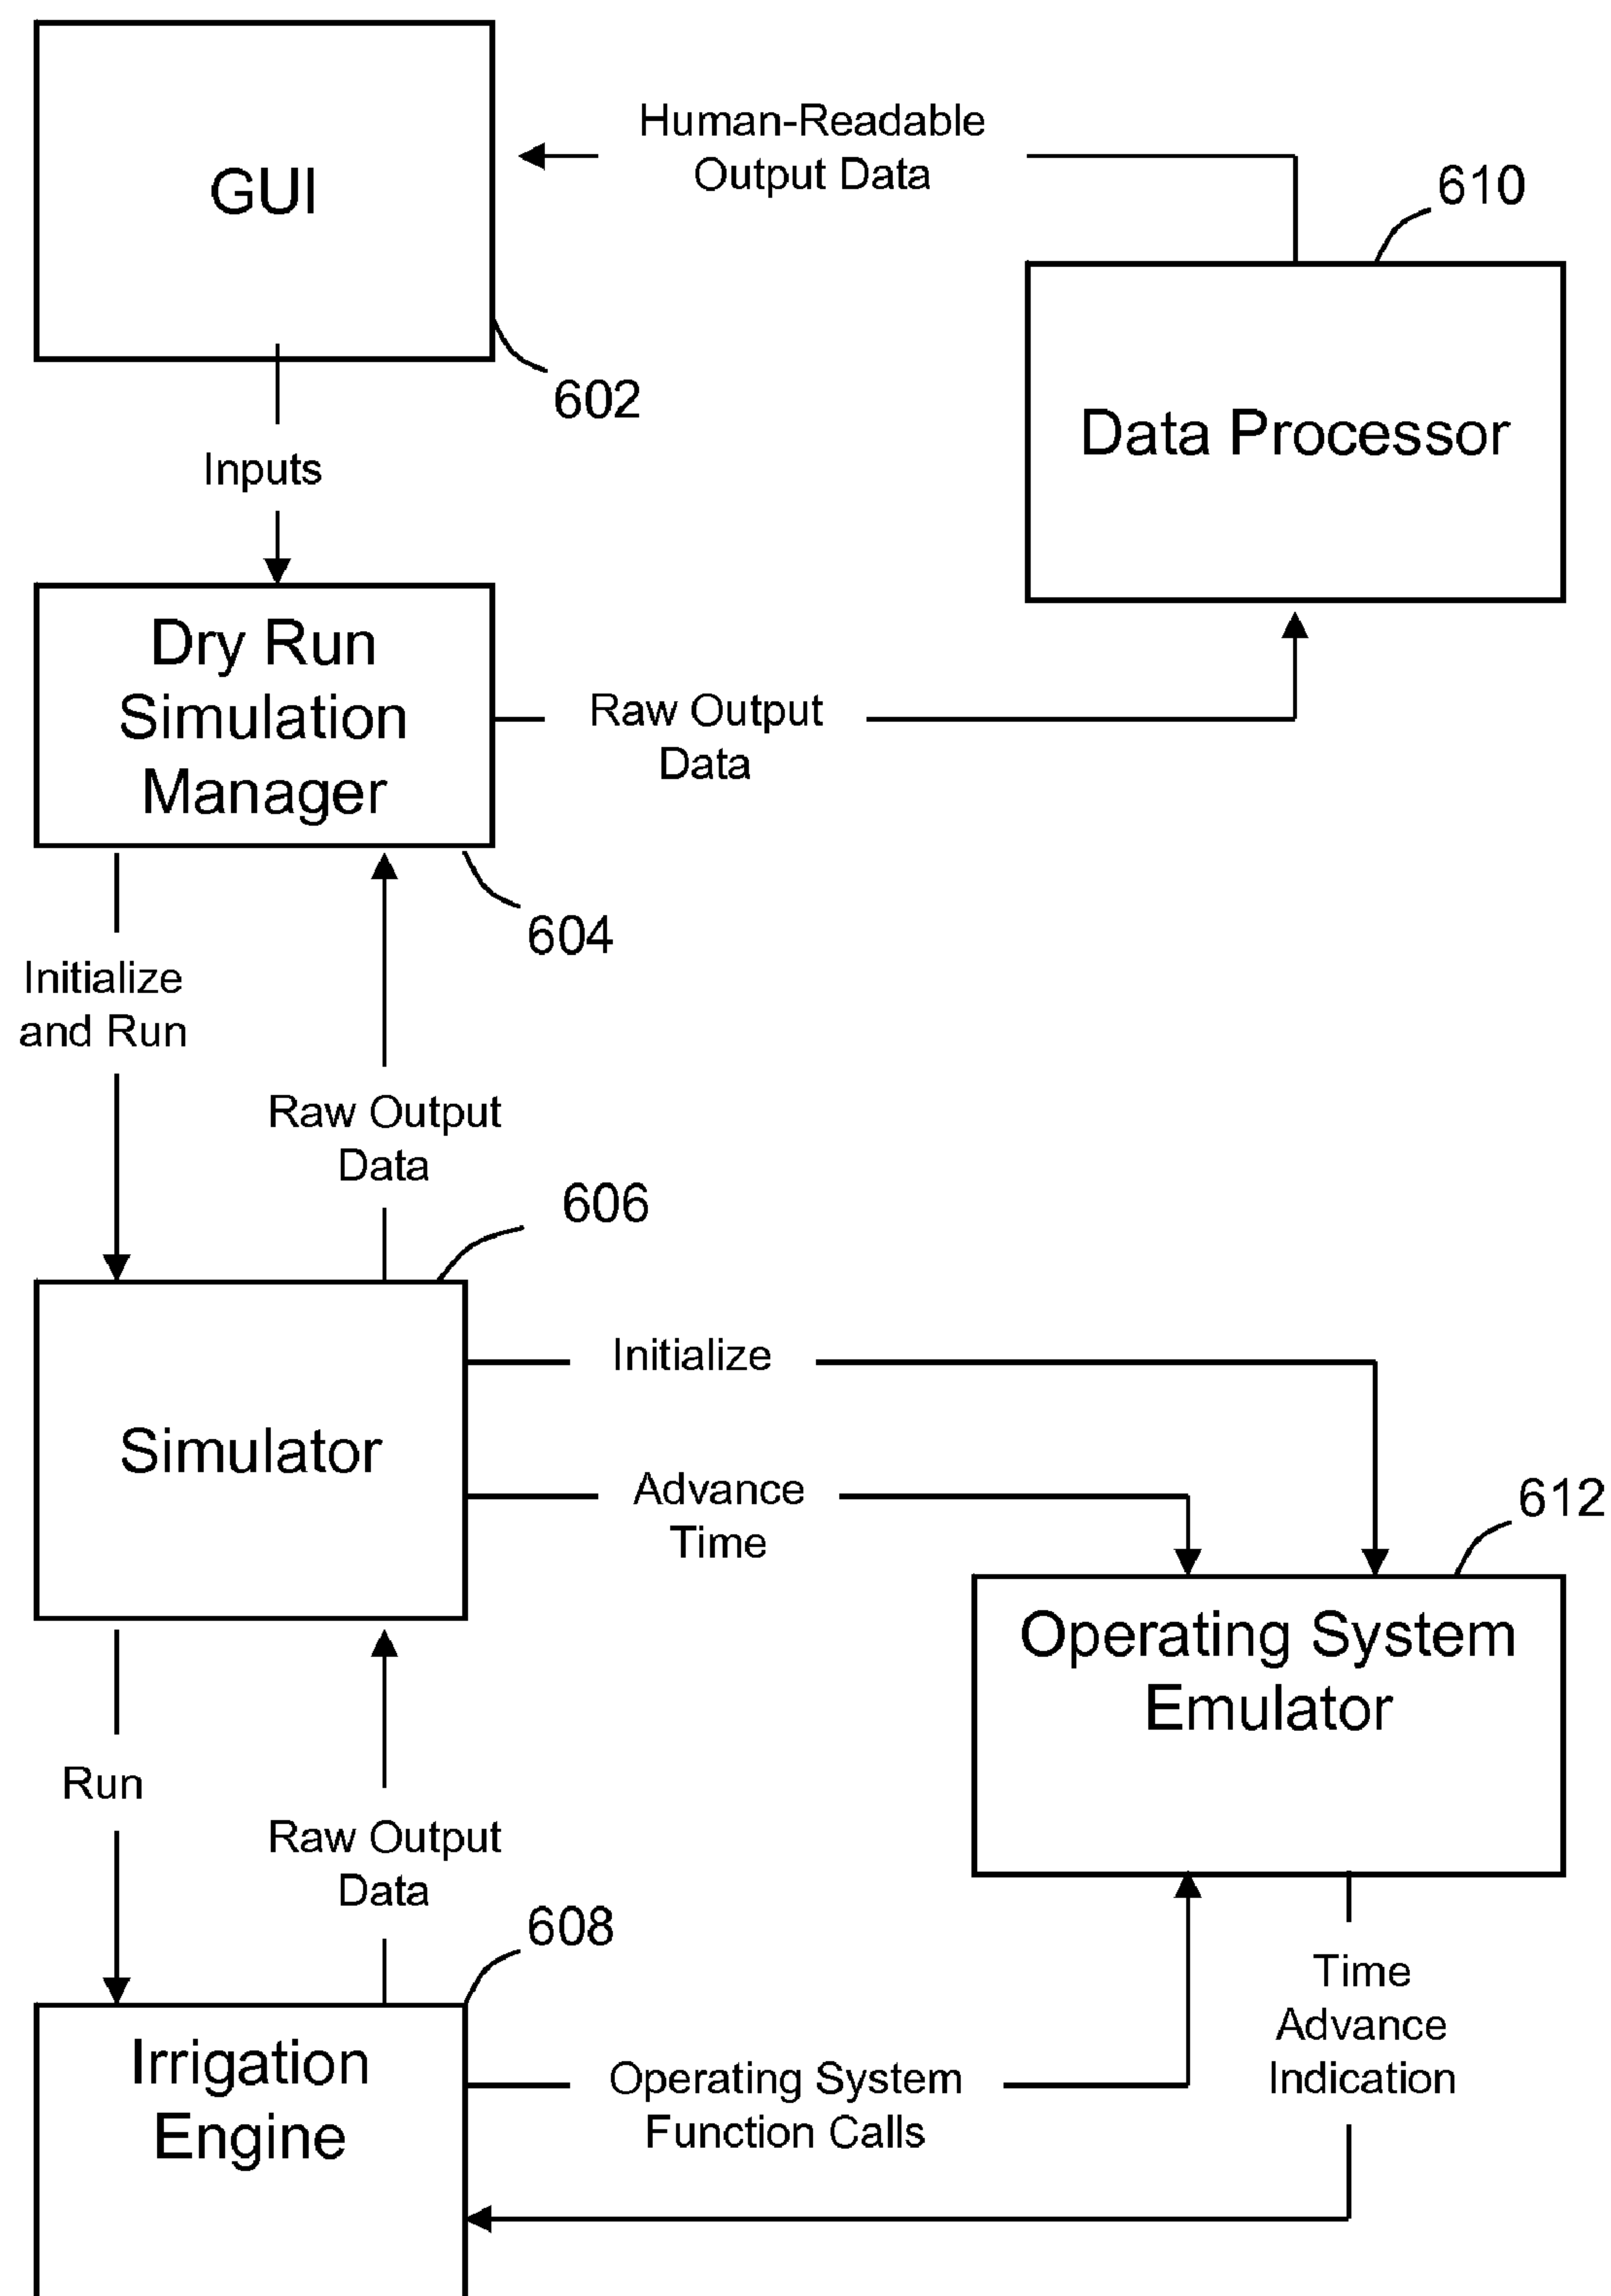 GUI
Human-Readable
Output Data
610
602
Data Processor
Inputs
Dry Run
Simulation
Manager
Raw Output
Data
604
Initialize
and Run
Raw Output
Data
606
Simulator
Initialize
Advance
Time
612
Operating System
Emulator
Run
Raw Output
Data
608
Time
Advance
Indication
Irrigation
Engine
Operating System
Function Calls